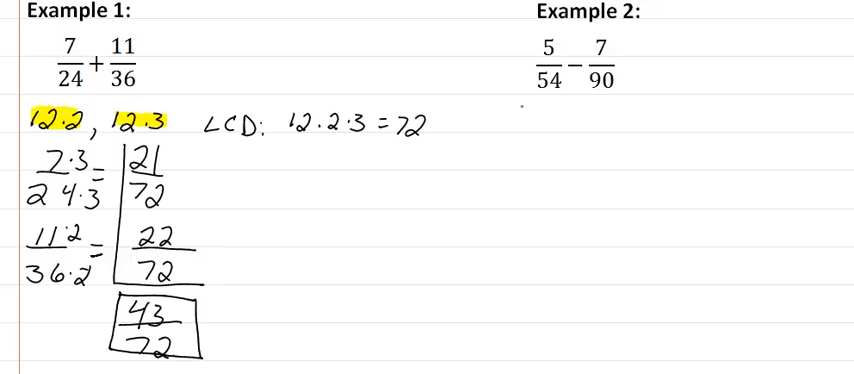 Example 1:
7/24 + 11/36
12·2, 12·3 LCD: 12·2·3 = 72
7·3/24·3 = 21/72
11·2/36·2 = 22/72
43/72
Example 2:
5/54 − 7/90